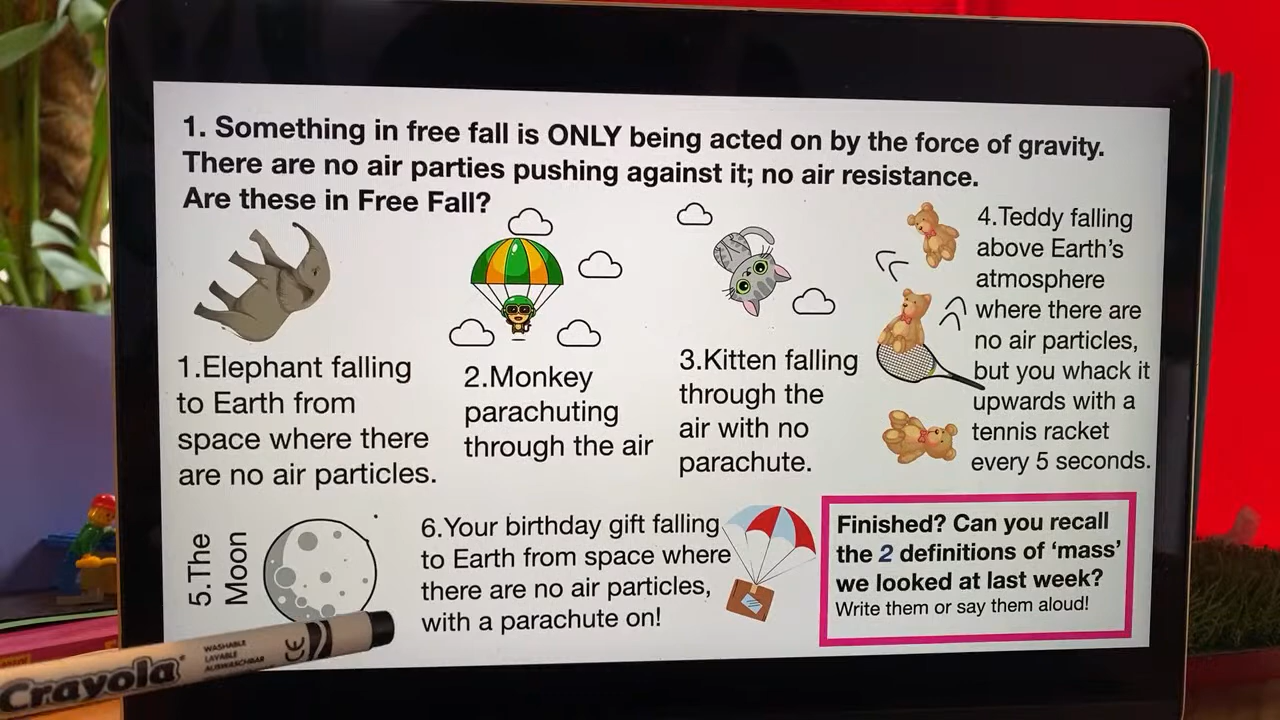 1. Something in free fall is ONLY being acted on by the force of gravity.
There are no air parties pushing against it; no air resistance.
Are these in Free Fall?
1.Elephant falling
to Earth from
space where there
are no air particles.
2.Monkey
parachuting
through the air
3.Kitten falling
through the
air with no
parachute.
4.Teddy falling
above Earth's
atmosphere
where there are
no air particles,
but you whack it
upwards with a
tennis racket
every 5 seconds.
5.The
Moon
6.Your birthday gift falling
to Earth from space where
there are no air particles,
with a parachute on!
Finished? Can you recall
the 2 definitions of 'mass'
we looked at last week?
Write them or say them aloud!
Crayola
WASHABLE
LAVABLE
AUSWASCHBAR
CE